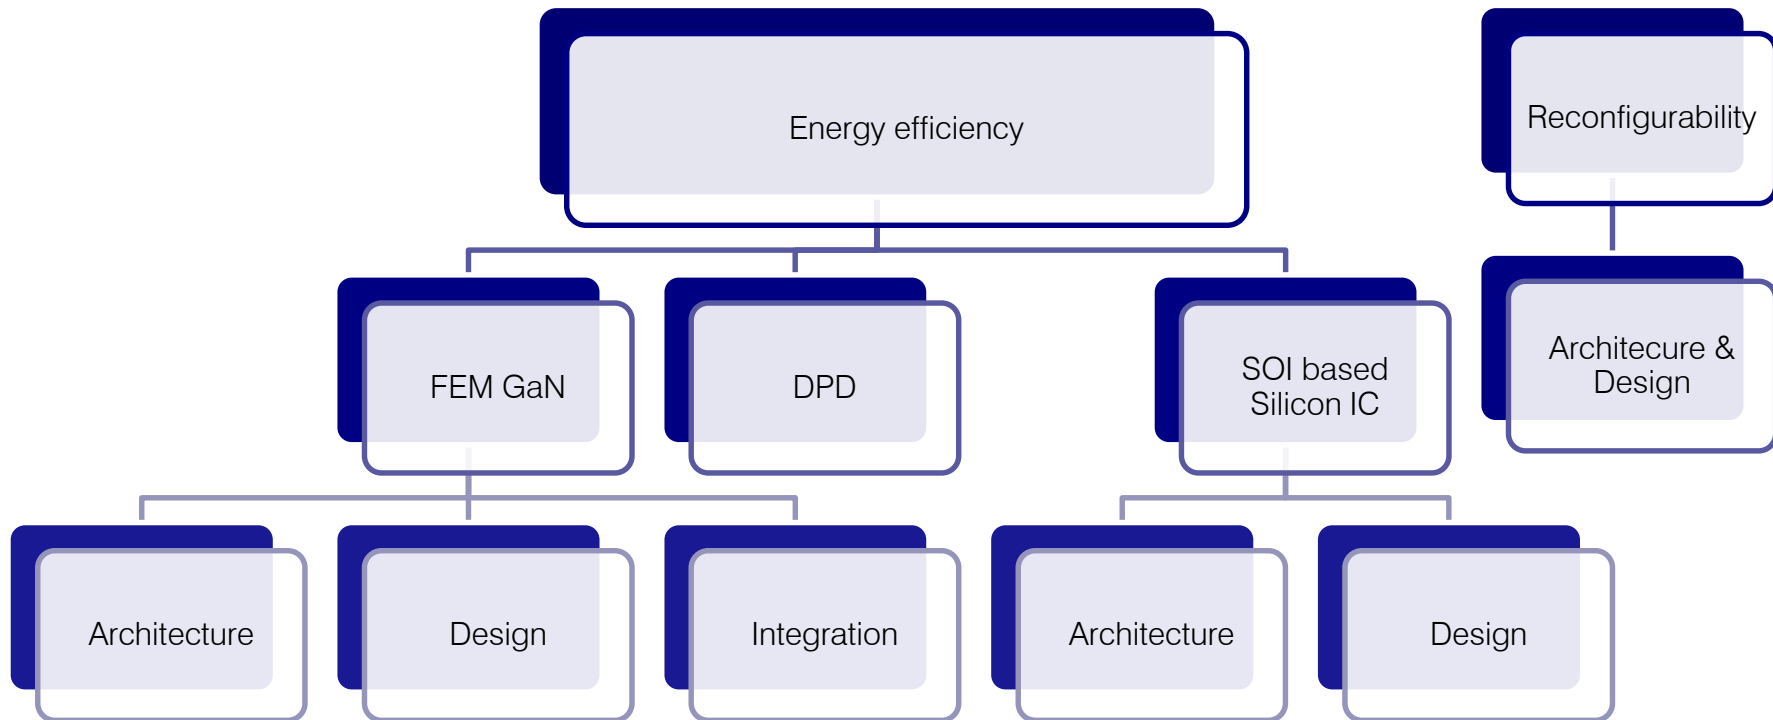 Energy efficiency
Reconfigurability
FEM GaN
DPD
SOI based
Silicon IC
Architecure &
Design
Architecture
Design
Integration
Architecture
Design